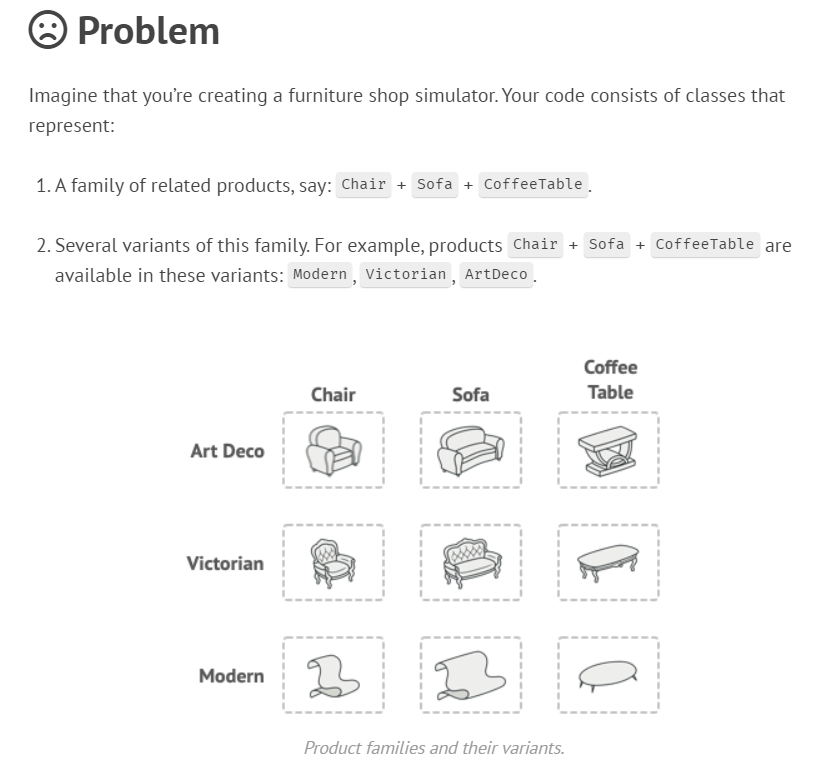 Problem
Imagine that you’re creating a furniture shop simulator. Your code consists of classes that
represent:
1. A family of related products, say: Chair + Sofa + CoffeeTable.
2. Several variants of this family. For example, products Chair + Sofa + CoffeeTable are
available in these variants: Modern, Victorian, ArtDeco.
Coffee
Chair Sofa Table
Art Deco
Victorian
Modern
Product families and their variants.